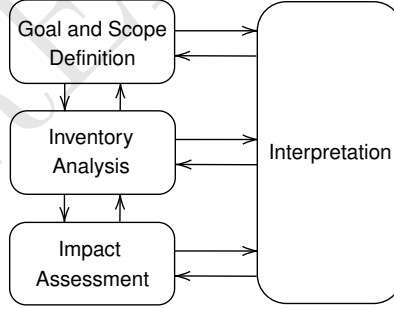 Goal and Scope
Definition
Inventory
Analysis
Interpretation
Impact
Assessment